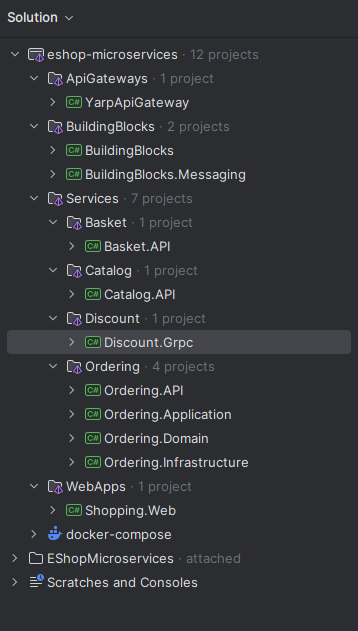 Solution
eshop-microservices · 12 projects
ApiGateways · 1 project
C# YarpApiGateway
BuildingBlocks · 2 projects
C# BuildingBlocks
C# BuildingBlocks.Messaging
Services · 7 projects
Basket · 1 project
C# Basket.API
Catalog · 1 project
C# Catalog.API
Discount · 1 project
C# Discount.Grpc
Ordering · 4 projects
C# Ordering.API
C# Ordering.Application
C# Ordering.Domain
C# Ordering.Infrastructure
WebApps · 1 project
C# Shopping.Web
docker-compose
EShopMicroservices · attached
Scratches and Consoles